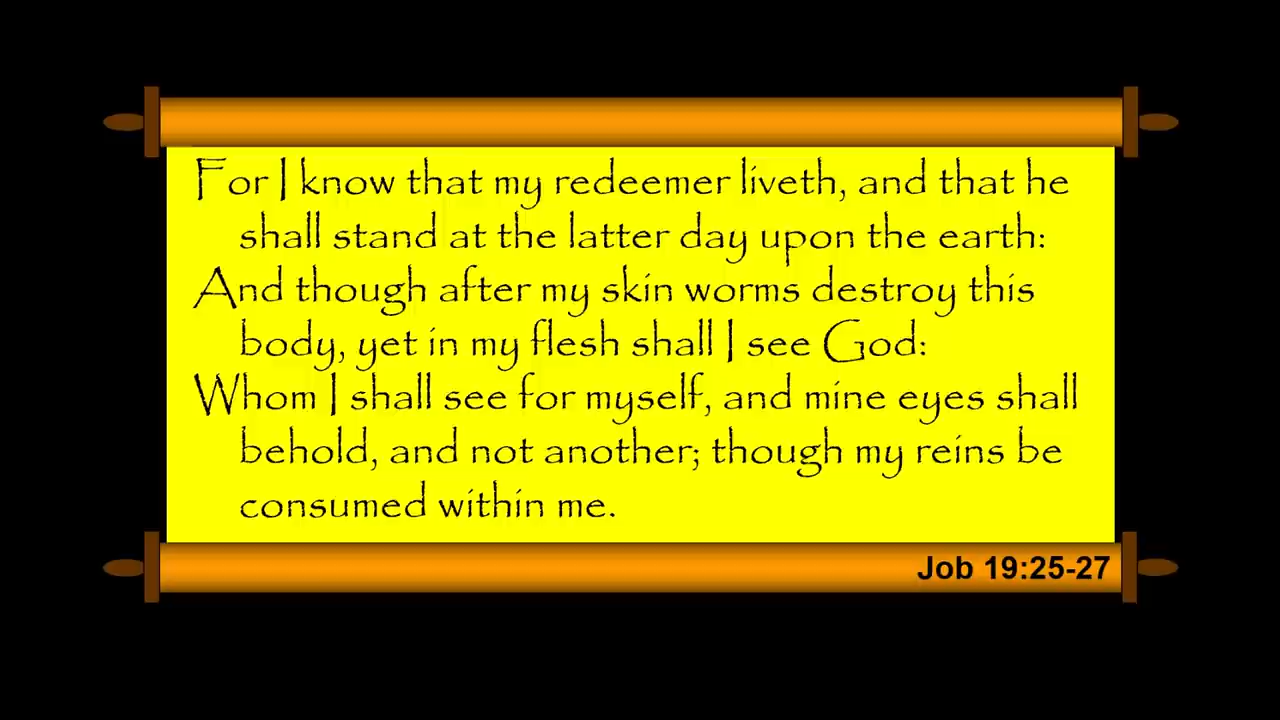 For I know that my redeemer liveth, and that he
shall stand at the latter day upon the earth:
And though after my skin worms destroy this
body, yet in my flesh shall I see God:
Whom I shall see for myself, and mine eyes shall
behold, and not another; though my reins be
consumed within me.
Job 19:25-27